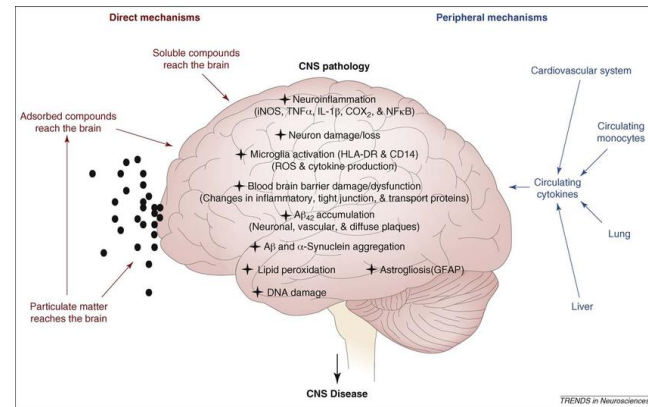 Direct mechanisms
Peripheral mechanisms
Soluble compounds
reach the brain
CNS pathology
Cardiovascular system
Neuroinflammation
(iNOS, TNFα, IL-1β, COX₂, & NFκB)
Adsorbed compounds
reach the brain
Neuron damage/loss
Circulating
monocytes
Microglia activation (HLA-DR & CD14)
(ROS & cytokine production)
Blood brain barrier damage/dysfunction
(Changes in inflammatory, tight junction, & transport proteins)
Circulating
cytokines
Aβ₄₂ accumulation
(Neuronal, vascular, & diffuse plaques)
Lung
Aβ and α-Synuclein aggregation
Lipid peroxidation
Astrogliosis(GFAP)
DNA damage
Particulate matter
reaches the brain
Liver
CNS Disease
TRENDS in Neurosciences